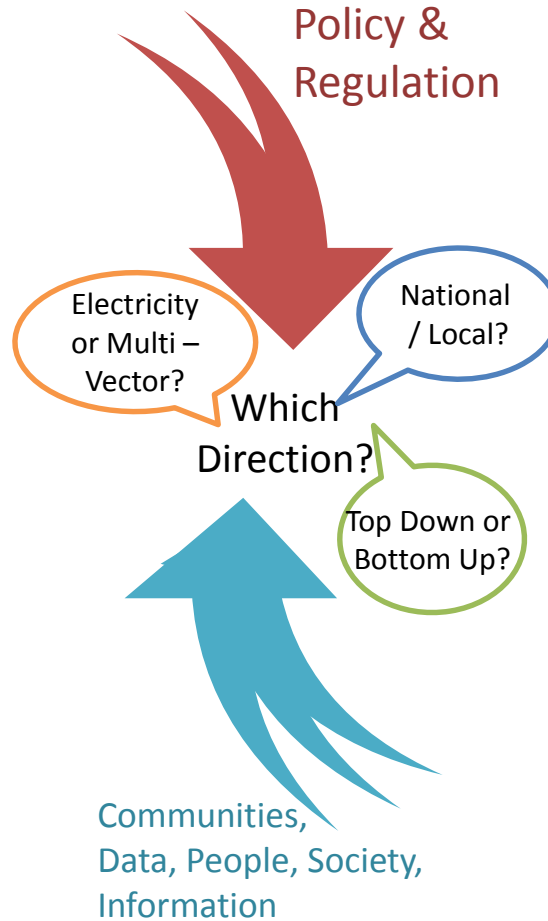 Policy &
Regulation
Electricity
or Multi –
Vector?
National
/ Local?
Which
Direction?
Top Down or
Bottom Up?
Communities,
Data, People, Society,
Information